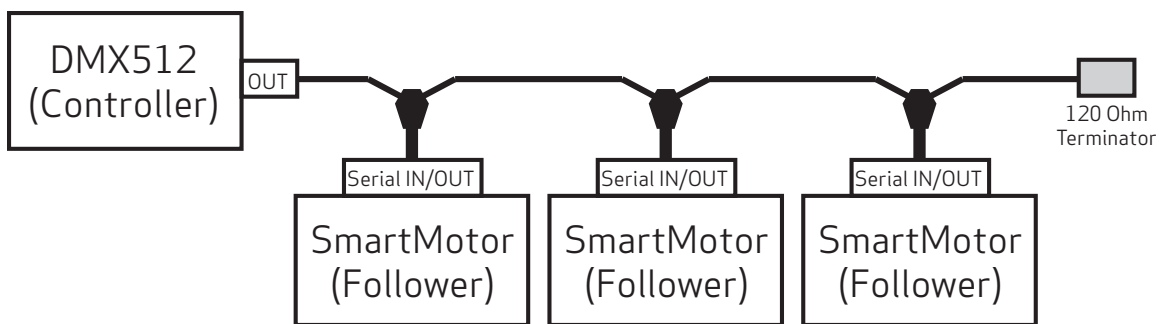 DMX512
(Controller)
OUT
120 Ohm
Terminator
Serial IN/OUT
SmartMotor
(Follower)
Serial IN/OUT
SmartMotor
(Follower)
Serial IN/OUT
SmartMotor
(Follower)